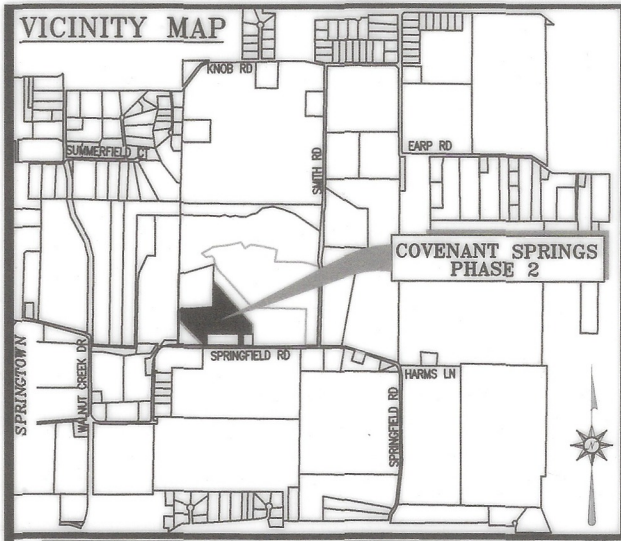 VICINITY MAP
KNOB RD
SUMMERFIELD CT
SMITH RD
EARP RD
COVENANT SPRINGS
PHASE 2
SPRINGFIELD RD
HARMS LN
SPRINGTOWN
WALNUT CREEK DR
SPRINGFIELD RD
N